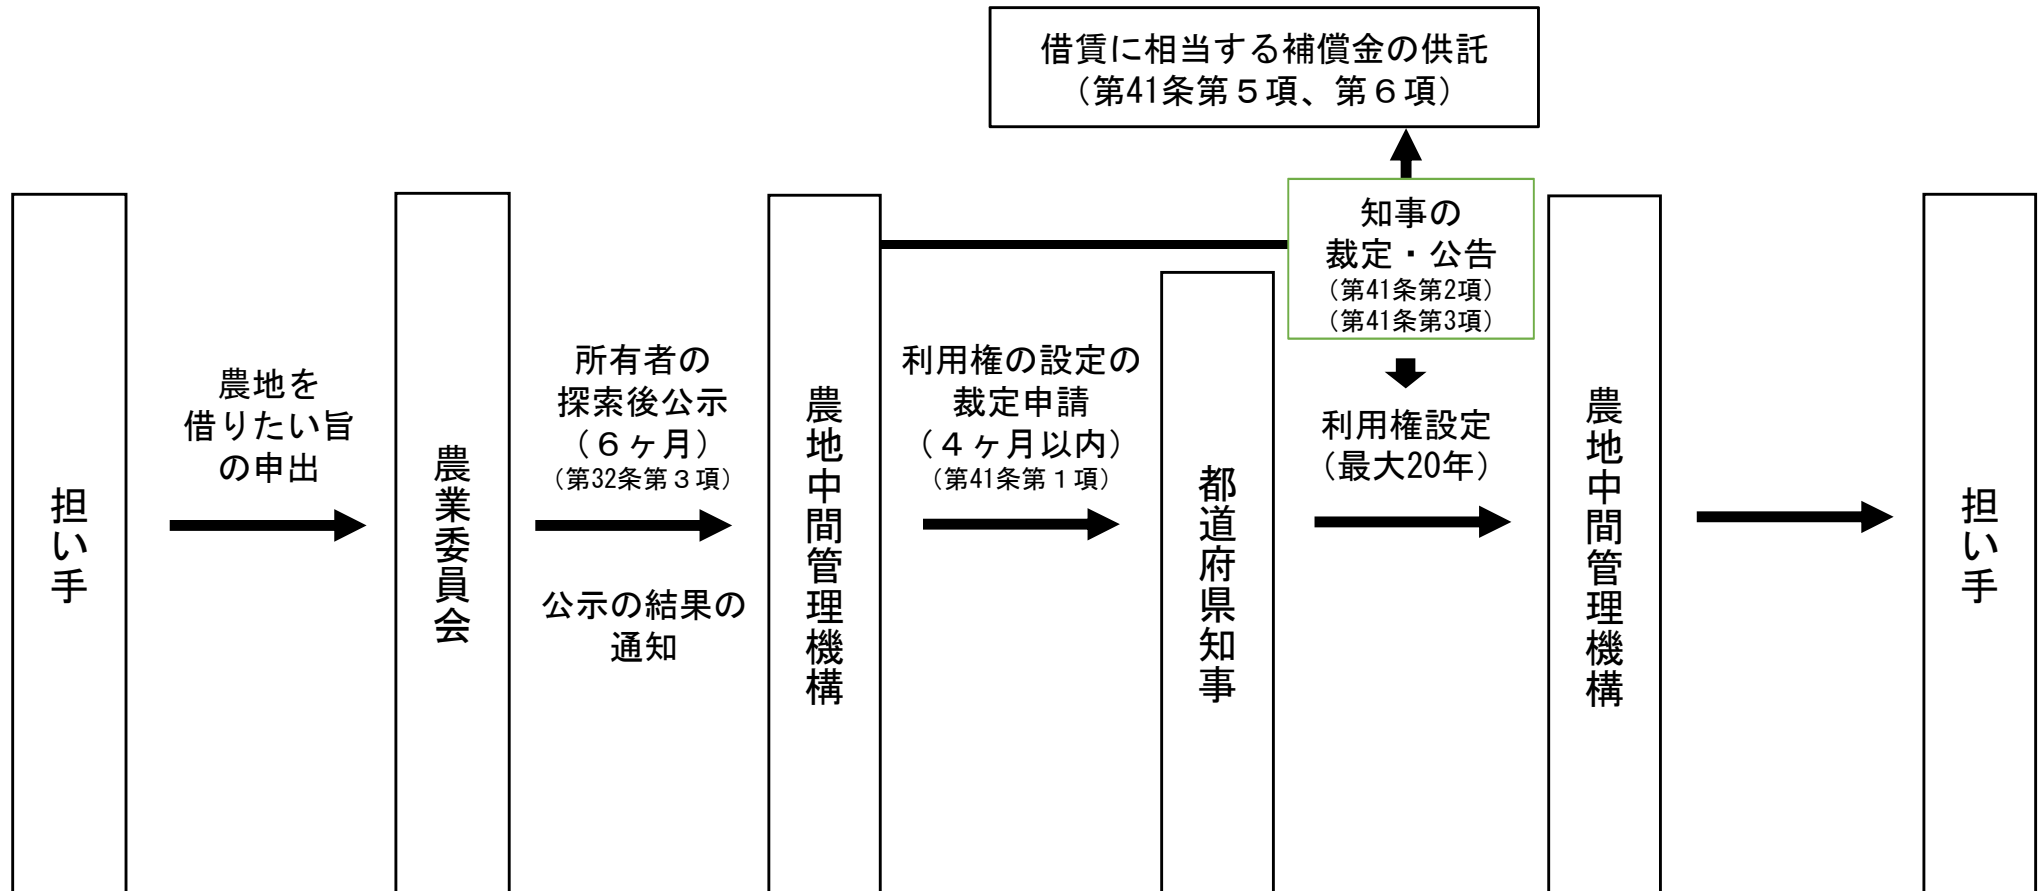 借賃に相当する補償金の供託
（第41条第５項、第６項）
担い手
農地を
借りたい旨
の申出
農業委員会
所有者の
探索後公示
（６ヶ月）
（第32条第３項）
公示の結果の
通知
農地中間管理機構
利用権の設定の
裁定申請
（４ヶ月以内）
（第41条第１項）
都道府県知事
知事の
裁定・公告
（第41条第2項）
（第41条第3項）
利用権設定
（最大20年）
農地中間管理機構
担い手